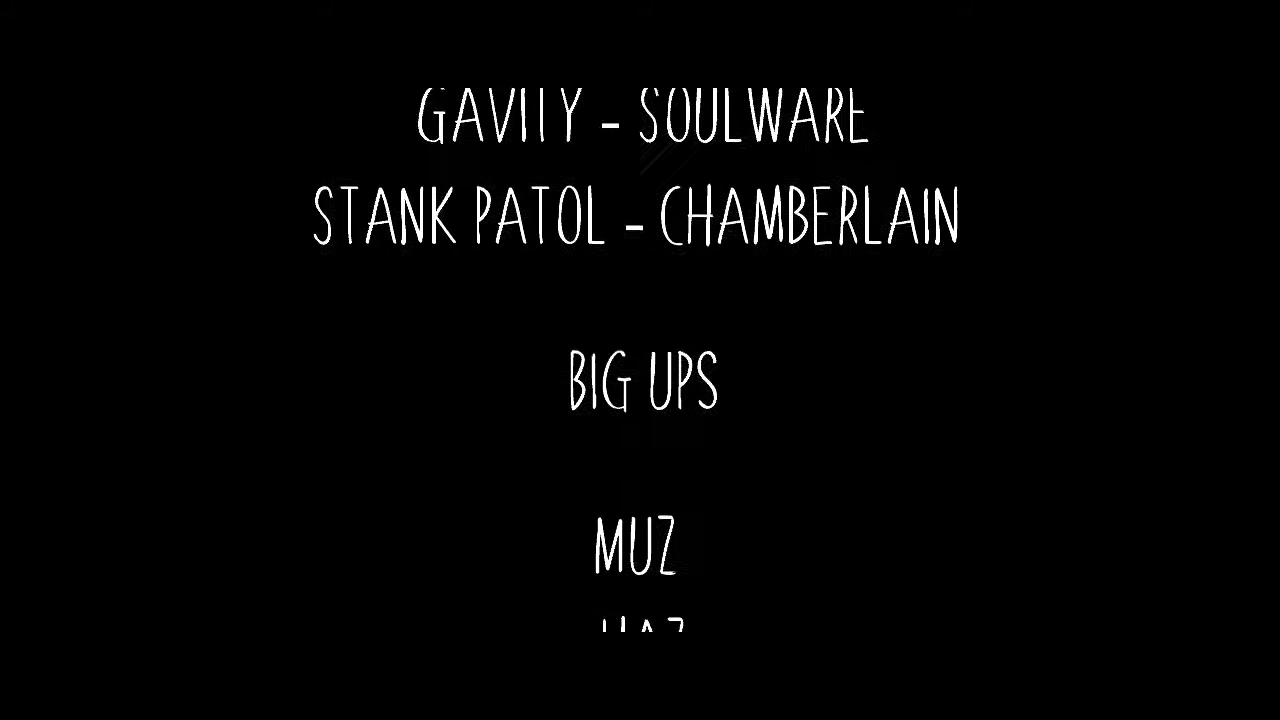 GAVITY - SOULWARE
STANK PATOL - CHAMBERLAIN
BIG UPS
MUZ